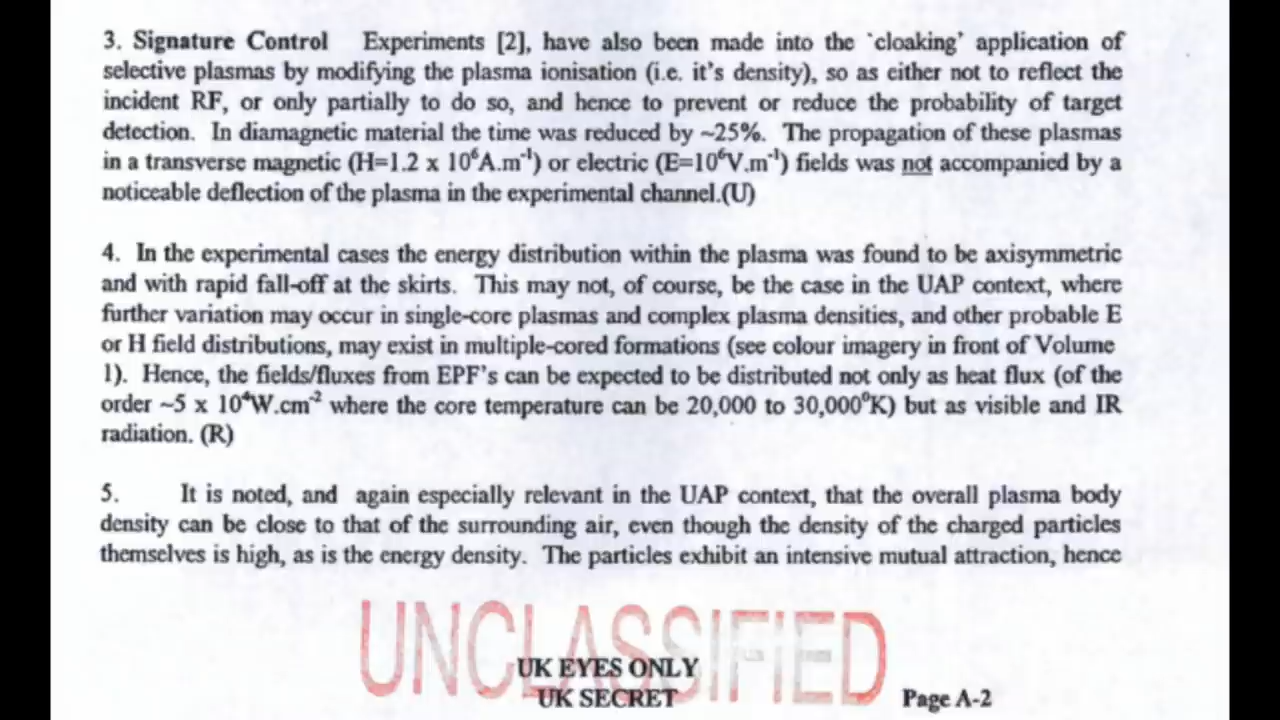 3. Signature Control Experiments [2], have also been made into the `cloaking' application of
selective plasmas by modifying the plasma ionisation (i.e. it's density), so as either not to reflect the
incident RF, or only partially to do so, and hence to prevent or reduce the probability of target
detection. In diamagnetic material the time was reduced by ~25%. The propagation of these plasmas
in a transverse magnetic (H=1.2 x 10⁶A.m⁻¹) or electric (E=10⁶V.m⁻¹) fields was not accompanied by a
noticeable deflection of the plasma in the experimental channel.(U)
4. In the experimental cases the energy distribution within the plasma was found to be axisymmetric
and with rapid fall-off at the skirts. This may not, of course, be the case in the UAP context, where
further variation may occur in single-core plasmas and complex plasma densities, and other probable E
or H field distributions, may exist in multiple-cored formations (see colour imagery in front of Volume
1). Hence, the fields/fluxes from EPF's can be expected to be distributed not only as heat flux (of the
order ~5 x 10⁴W.cm⁻² where the core temperature can be 20,000 to 30,000⁰K) but as visible and IR
radiation. (R)
5. It is noted, and again especially relevant in the UAP context, that the overall plasma body
density can be close to that of the surrounding air, even though the density of the charged particles
themselves is high, as is the energy density. The particles exhibit an intensive mutual attraction, hence
UNCLASSIFIED
UK EYES ONLY
UK SECRET
Page A-2